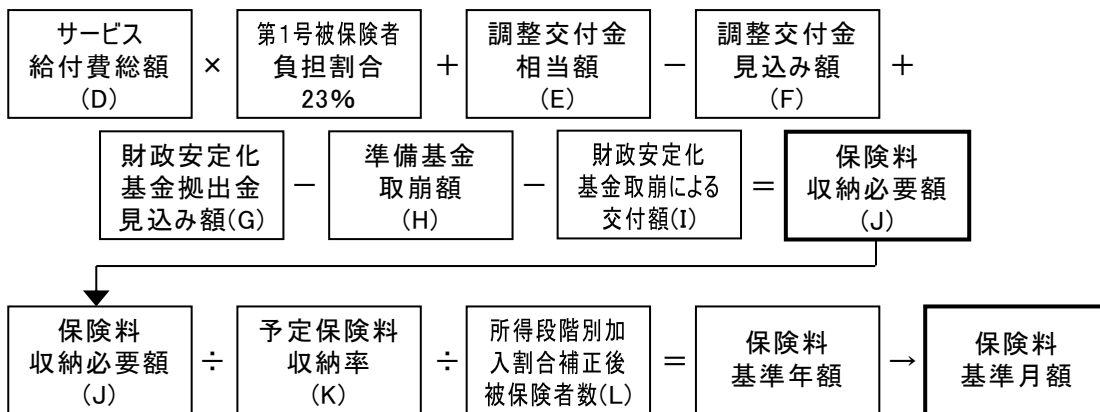 サービス
給付費総額
(D)
×
第1号被保険者
負担割合
23%
+
調整交付金
相当額
(E)
−
調整交付金
見込み額
(F)
+
財政安定化
基金拠出金
見込み額(G)
−
準備基金
取崩額
(H)
−
財政安定化
基金取崩による
交付額(I)
=
保険料
収納必要額
(J)
保険料
収納必要額
(J)
÷
予定保険料
収納率
(K)
÷
所得段階別加
入割合補正後
被保険者数(L)
=
保険料
基準年額
→
保険料
基準月額